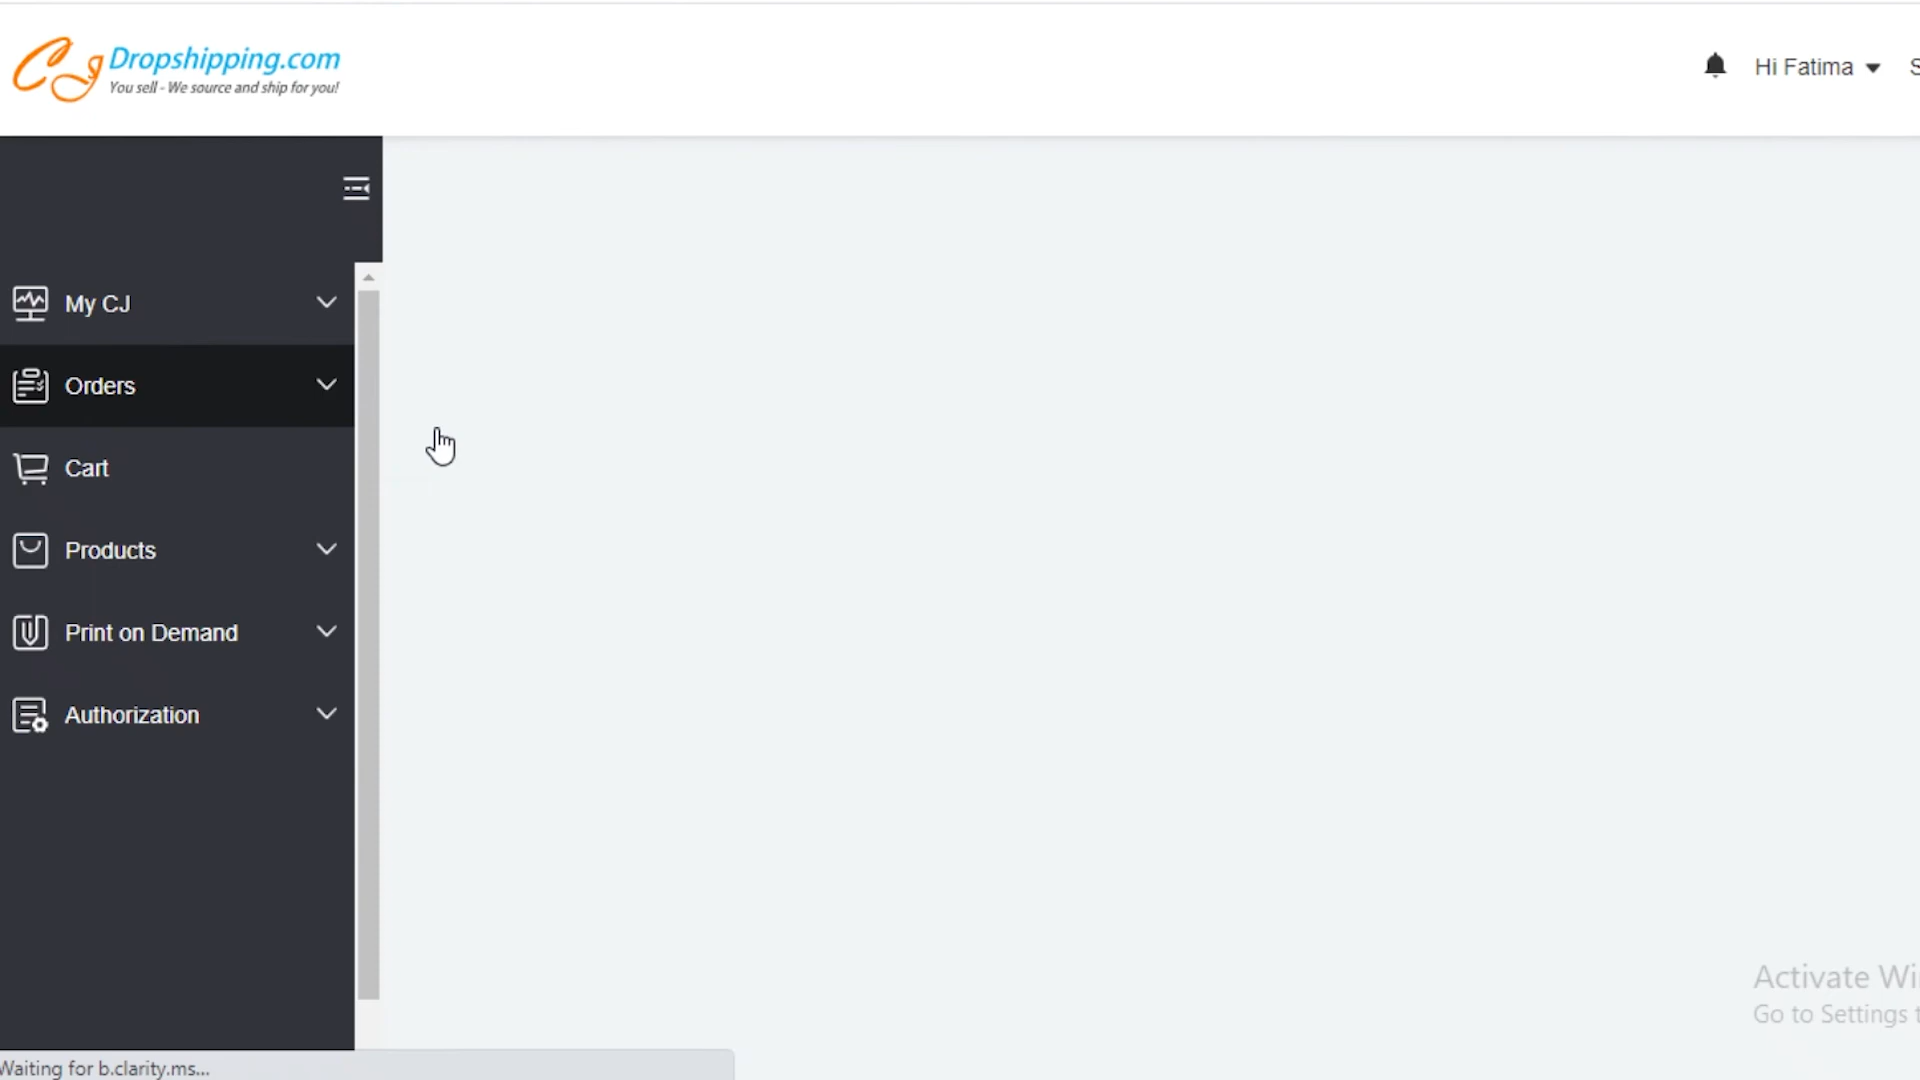 CJ Dropshipping.com
You sell - We source and ship for you!
Hi Fatima
S
My CJ
Orders
Cart
Products
Print on Demand
Authorization
Activate Wi
Go to Settings t
Waiting for b.clarity.ms...